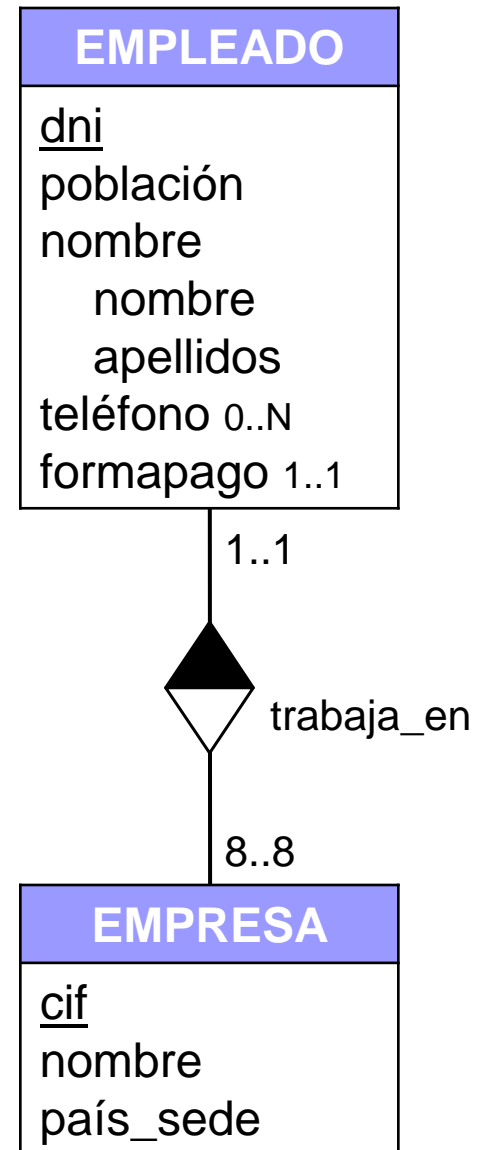 EMPLEADO
dni
población
nombre
nombre
apellidos
teléfono 0..N
formapago 1..1
1..1
trabaja_en
8..8
EMPRESA
cif
nombre
país_sede